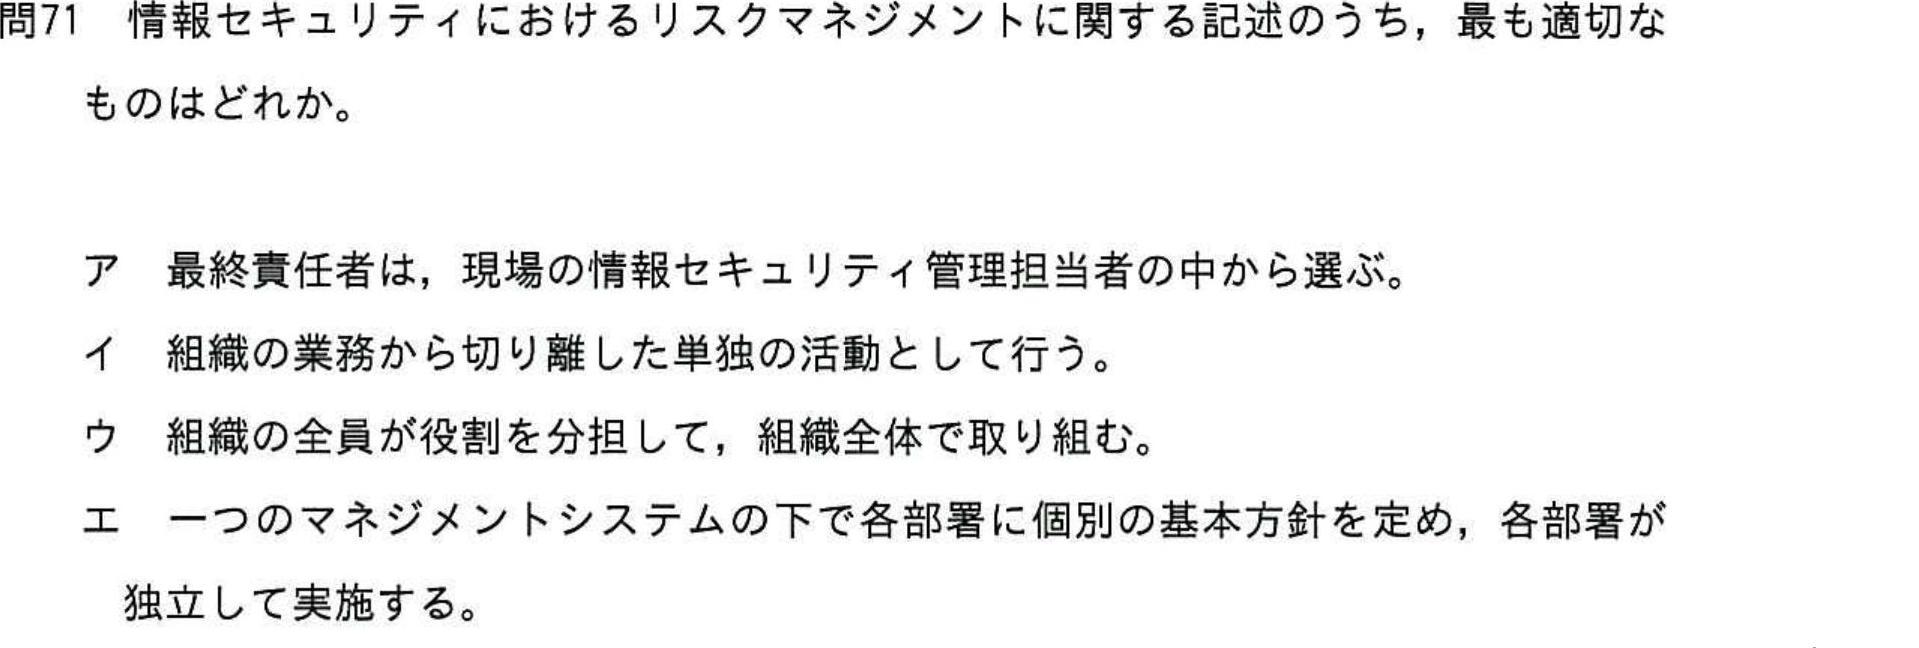 問71　情報セキュリティにおけるリスクマネジメントに関する記述のうち，最も適切な
ものはどれか。
ア　最終責任者は，現場の情報セキュリティ管理担当者の中から選ぶ。
イ　組織の業務から切り離した単独の活動として行う。
ウ　組織の全員が役割を分担して，組織全体で取り組む。
エ　一つのマネジメントシステムの下で各部署に個別の基本方針を定め，各部署が
独立して実施する。